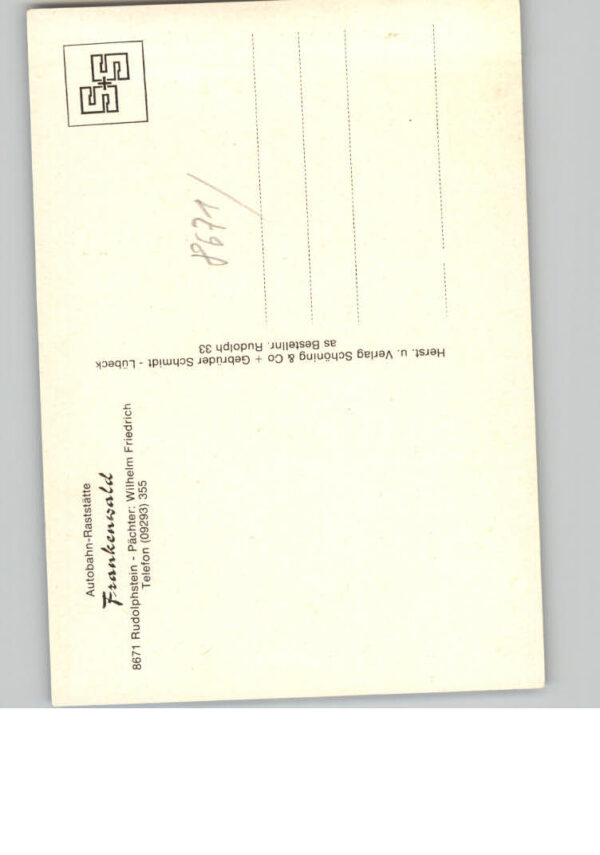 Autobahn-Raststätte
Frankenwald
8671 Rudolphstein - Pächter: Wilhelm Friedrich
Telefon (09293) 355
Herst. u. Verlag Schöning & Co + Gebrüder Schmidt - Lübeck
as Bestellnr. Rudolph 33
S+S
8671/